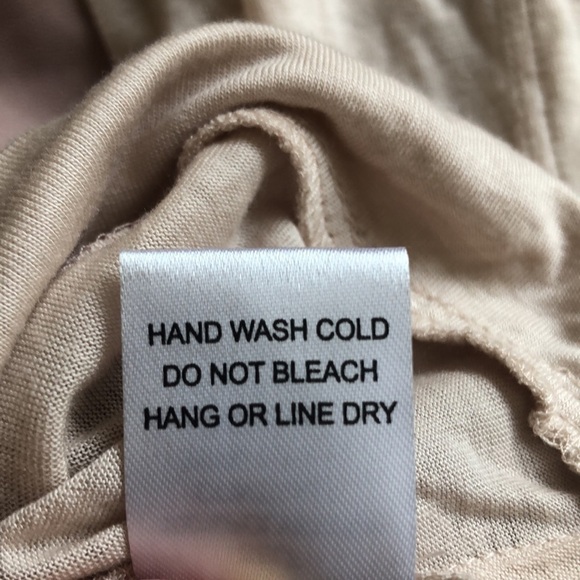 HAND WASH COLD
DO NOT BLEACH
HANG OR LINE DRY